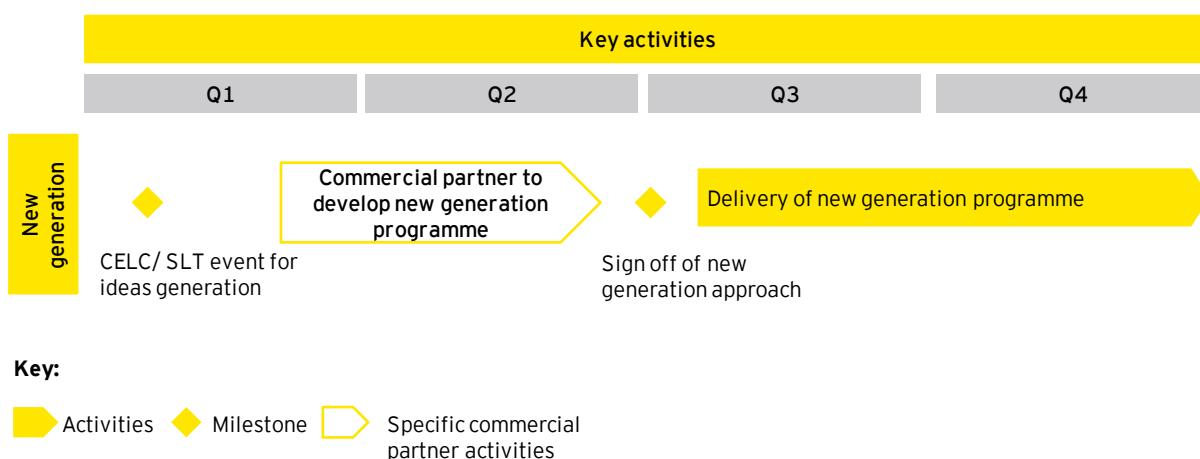 Key activities
Q1
Q2
Q3
Q4
New
generation
Commercial partner to
develop new generation
programme
Delivery of new generation programme
CELC/ SLT event for
ideas generation
Sign off of new
generation approach
Key:
Activities
Milestone
Specific commercial
partner activities